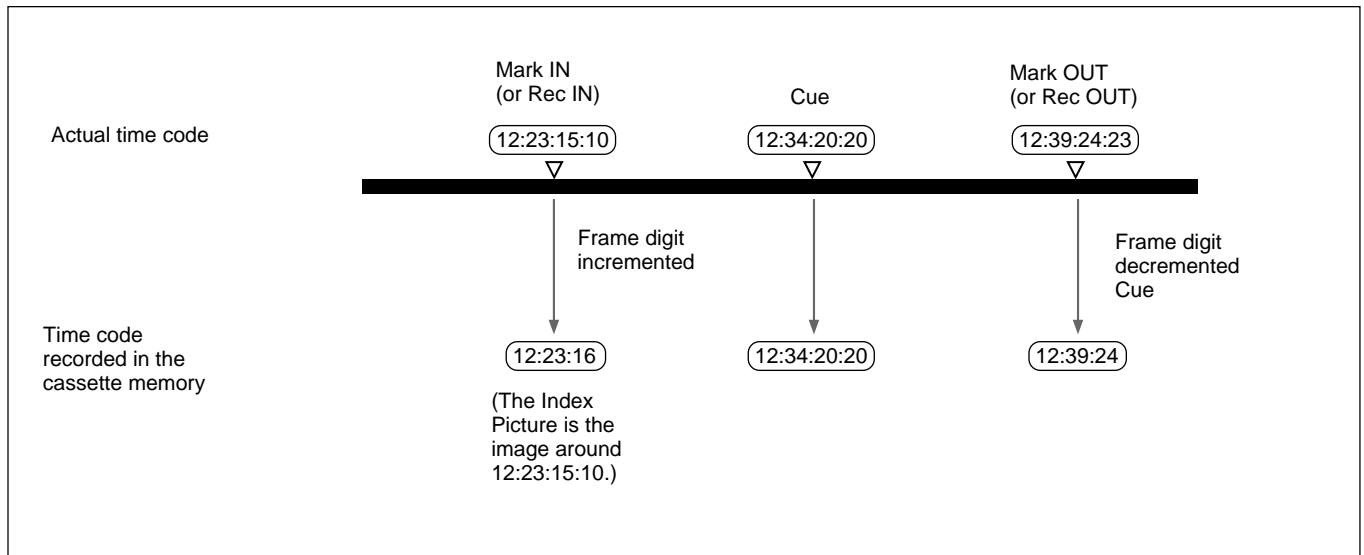 Mark IN
(or Rec IN)
Cue
Mark OUT
(or Rec OUT)
Actual time code
12:23:15:10
12:34:20:20
12:39:24:23
Frame digit
incremented
Frame digit
decremented
Cue
Time code
recorded in the
cassette memory
12:23:16
12:34:20:20
12:39:24
(The Index
Picture is the
image around
12:23:15:10.)